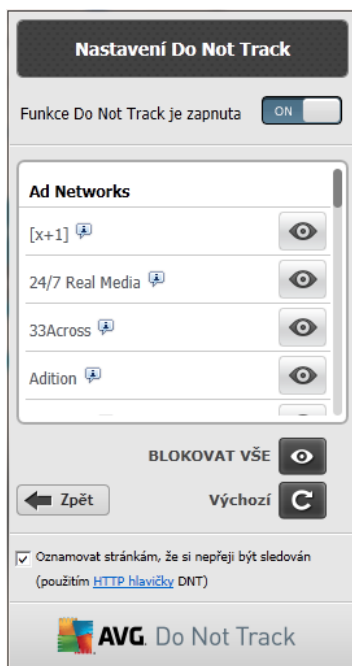 Nastavení Do Not Track
Funkce Do Not Track je zapnuta ON
Ad Networks
[x+1]
24/7 Real Media
33Across
Adition
BLOKOVAT VŠE
Zpět Výchozí
Oznamovat stránkám, že si nepřeji být sledován
(použitím HTTP hlavičky DNT)
AVG. Do Not Track